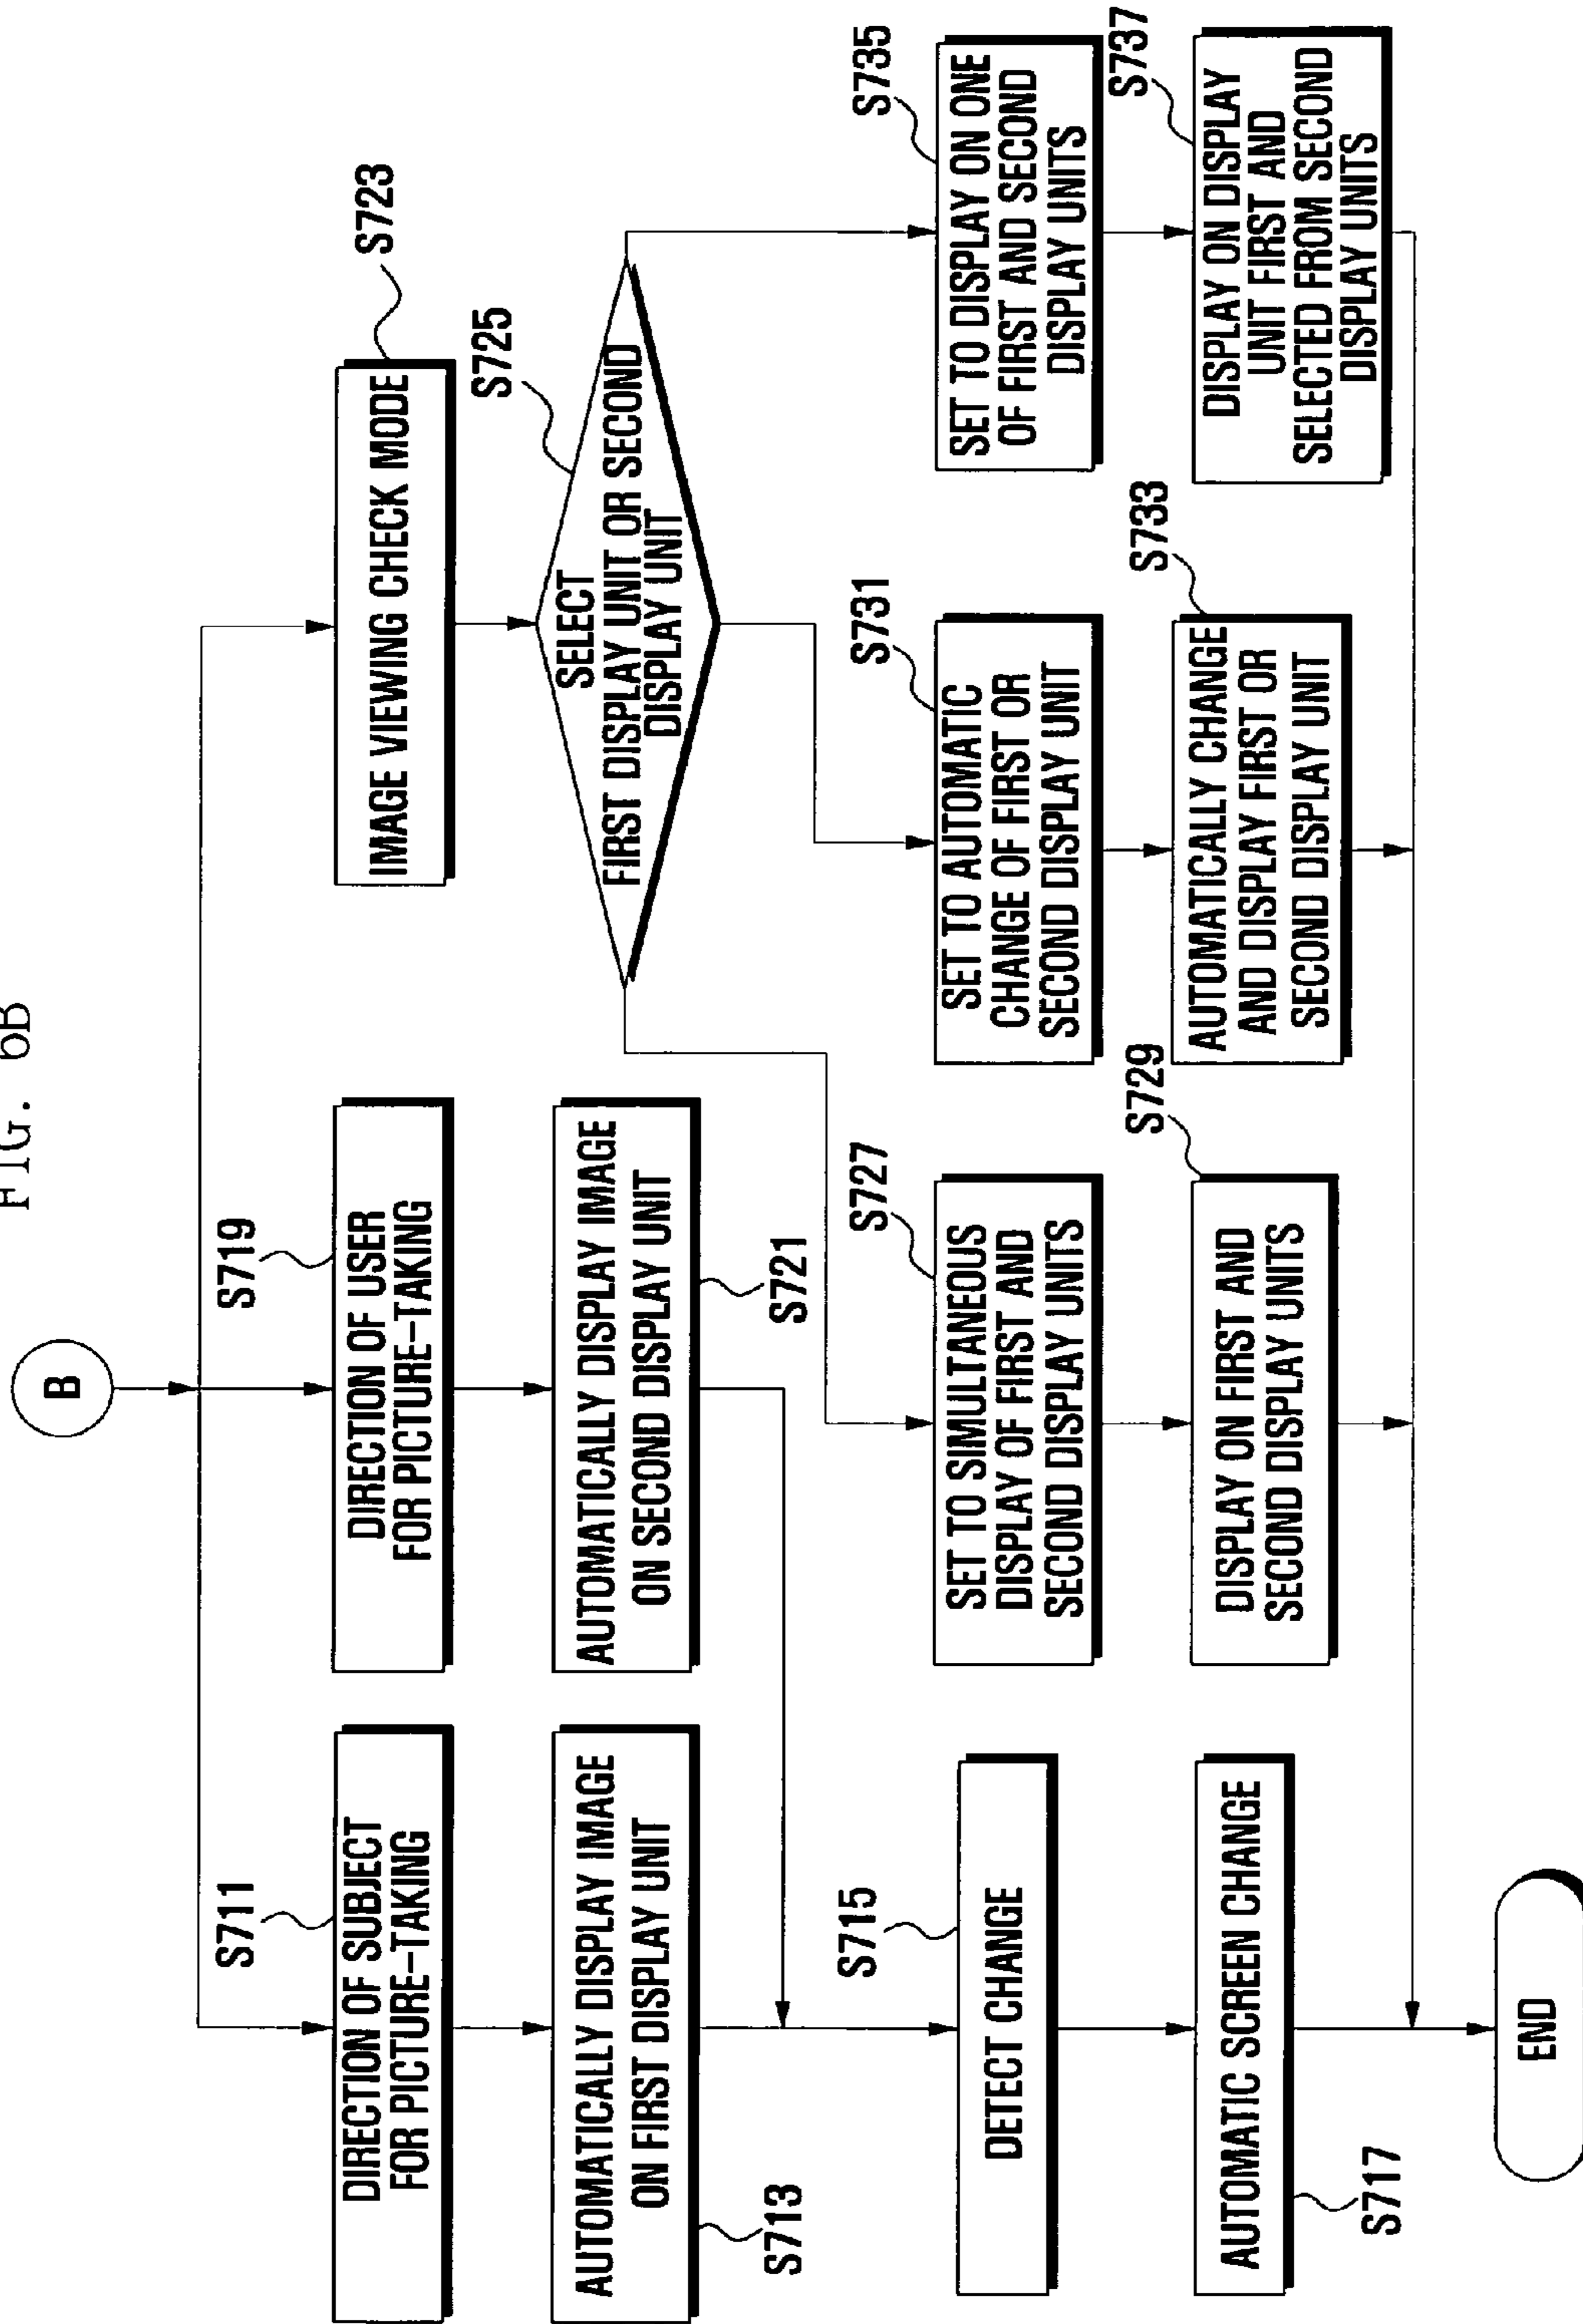 FIG. 6B
B
S711
DIRECTION OF SUBJECT
FOR PICTURE-TAKING
S719
DIRECTION OF USER
FOR PICTURE-TAKING
S723
IMAGE VIEWING CHECK MODE
AUTOMATICALLY DISPLAY IMAGE
ON FIRST DISPLAY UNIT
S713
AUTOMATICALLY DISPLAY IMAGE
ON SECOND DISPLAY UNIT
S721
S725
SELECT
FIRST DISPLAY UNIT OR SECOND
DISPLAY UNIT
S715
DETECT CHANGE
S727
SET TO SIMULTANEOUS
DISPLAY OF FIRST AND
SECOND DISPLAY UNITS
S731
SET TO AUTOMATIC
CHANGE OF FIRST OR
SECOND DISPLAY UNIT
S735
SET TO DISPLAY ON ONE
OF FIRST AND SECOND
DISPLAY UNITS
AUTOMATIC SCREEN CHANGE
S717
S729
DISPLAY ON FIRST AND
SECOND DISPLAY UNITS
S733
AUTOMATICALLY CHANGE
AND DISPLAY FIRST OR
SECOND DISPLAY UNIT
S737
DISPLAY ON DISPLAY
UNIT FIRST AND
SELECTED FROM SECOND
DISPLAY UNITS
END